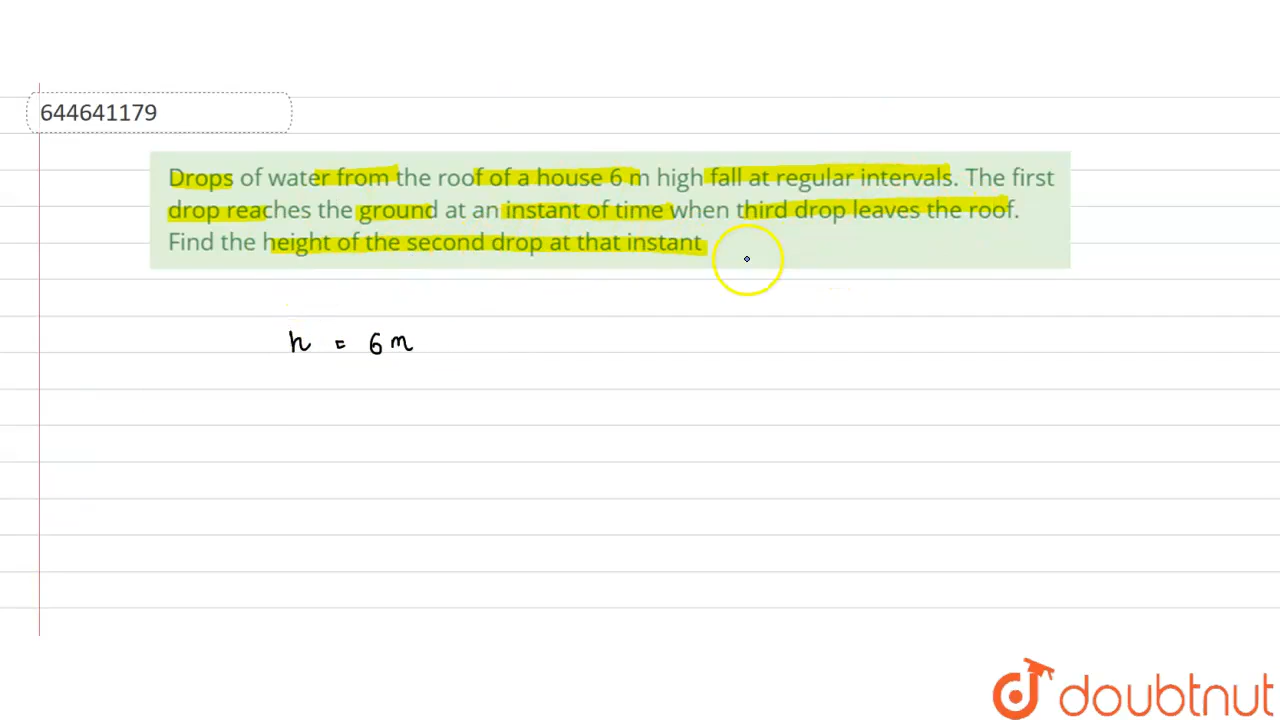 644641179
Drops of water from the roof of a house 6 m high fall at regular intervals. The first
drop reaches the ground at an instant of time when third drop leaves the roof.
Find the height of the second drop at that instant
h = 6 m
doubtnut